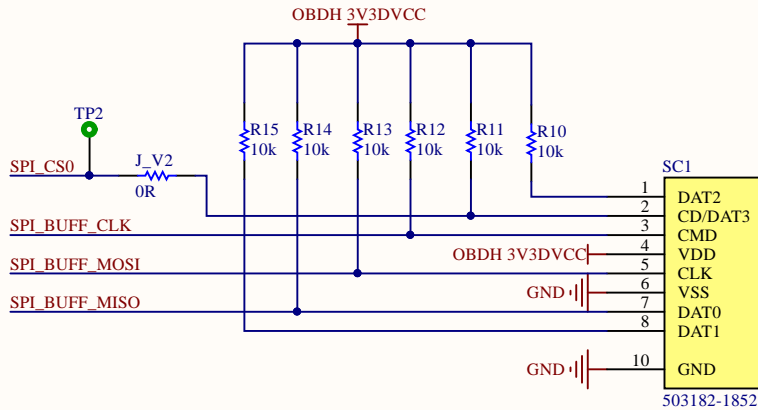 OBDH 3V3DVCC
TP2
R15 R14 R13 R12 R11 R10
10k 10k 10k 10k 10k 10k
J_V2
SPI_CS0
0R
SC1
1 DAT2
2 CD/DAT3
SPI_BUFF_CLK
3 CMD
OBDH 3V3DVCC 4 VDD
SPI_BUFF_MOSI
5 CLK
GND 6 VSS
SPI_BUFF_MISO
7 DAT0
8 DAT1
GND 10 GND
503182-1852